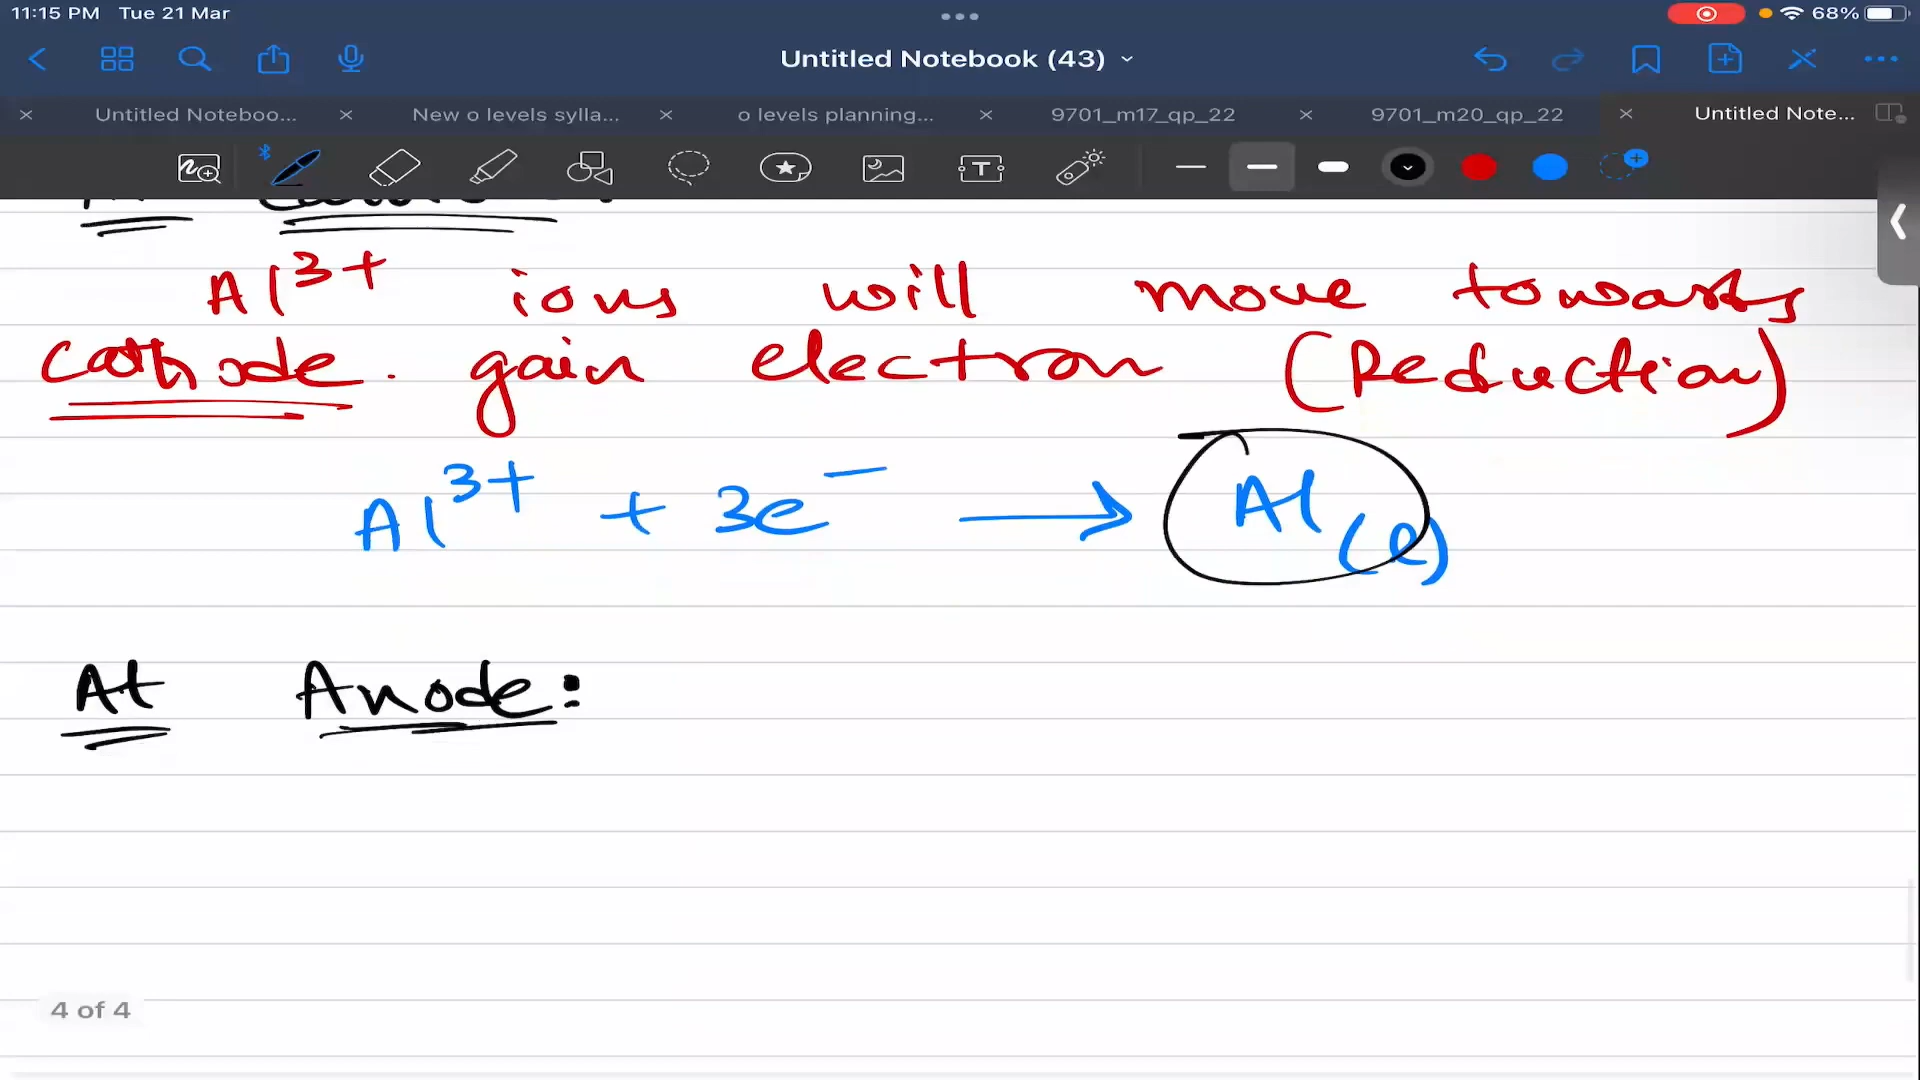 11:15 PM Tue 21 Mar
68%
Untitled Notebook (43)
Untitled Noteboo...
New o levels sylla...
o levels planning...
9701_m17_qp_22
9701_m20_qp_22
Untitled Note...
Al³⁺ ions will move towards
cathode. gain electron (Reduction)
Al³⁺ + 3e⁻ → Al(l)
At Anode:
4 of 4